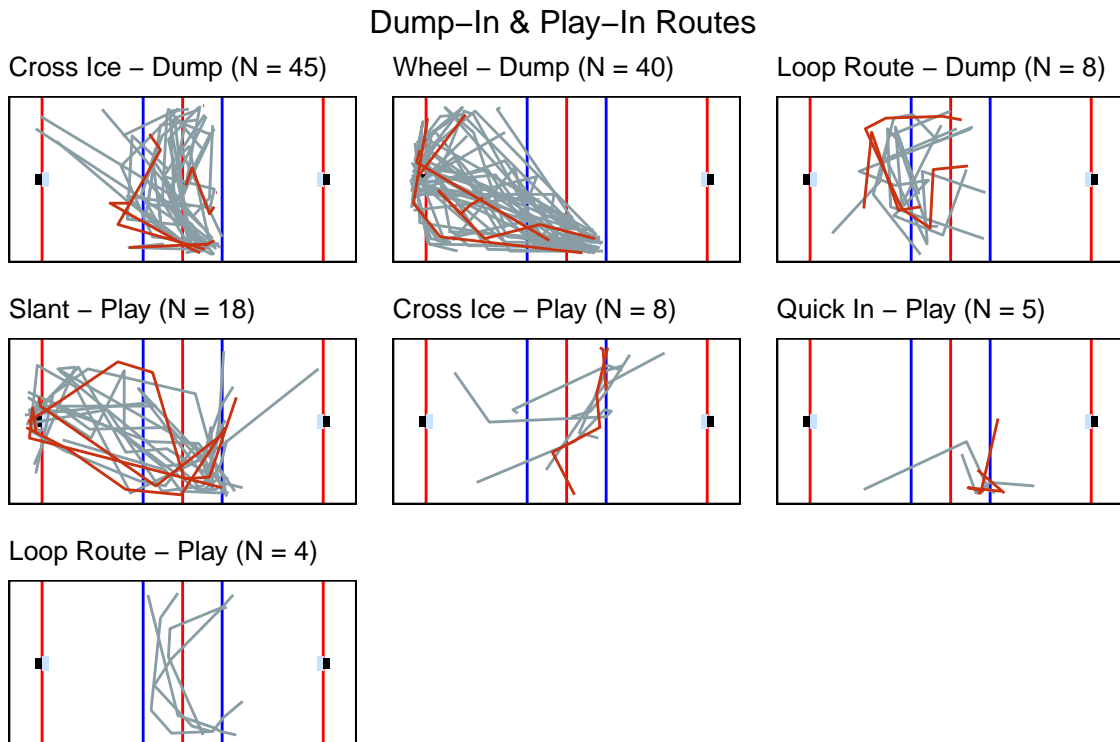 Dump−In & Play−In Routes
Cross Ice − Dump (N = 45)
Wheel − Dump (N = 40)
Loop Route − Dump (N = 8)
Slant − Play (N = 18)
Cross Ice − Play (N = 8)
Quick In − Play (N = 5)
Loop Route − Play (N = 4)